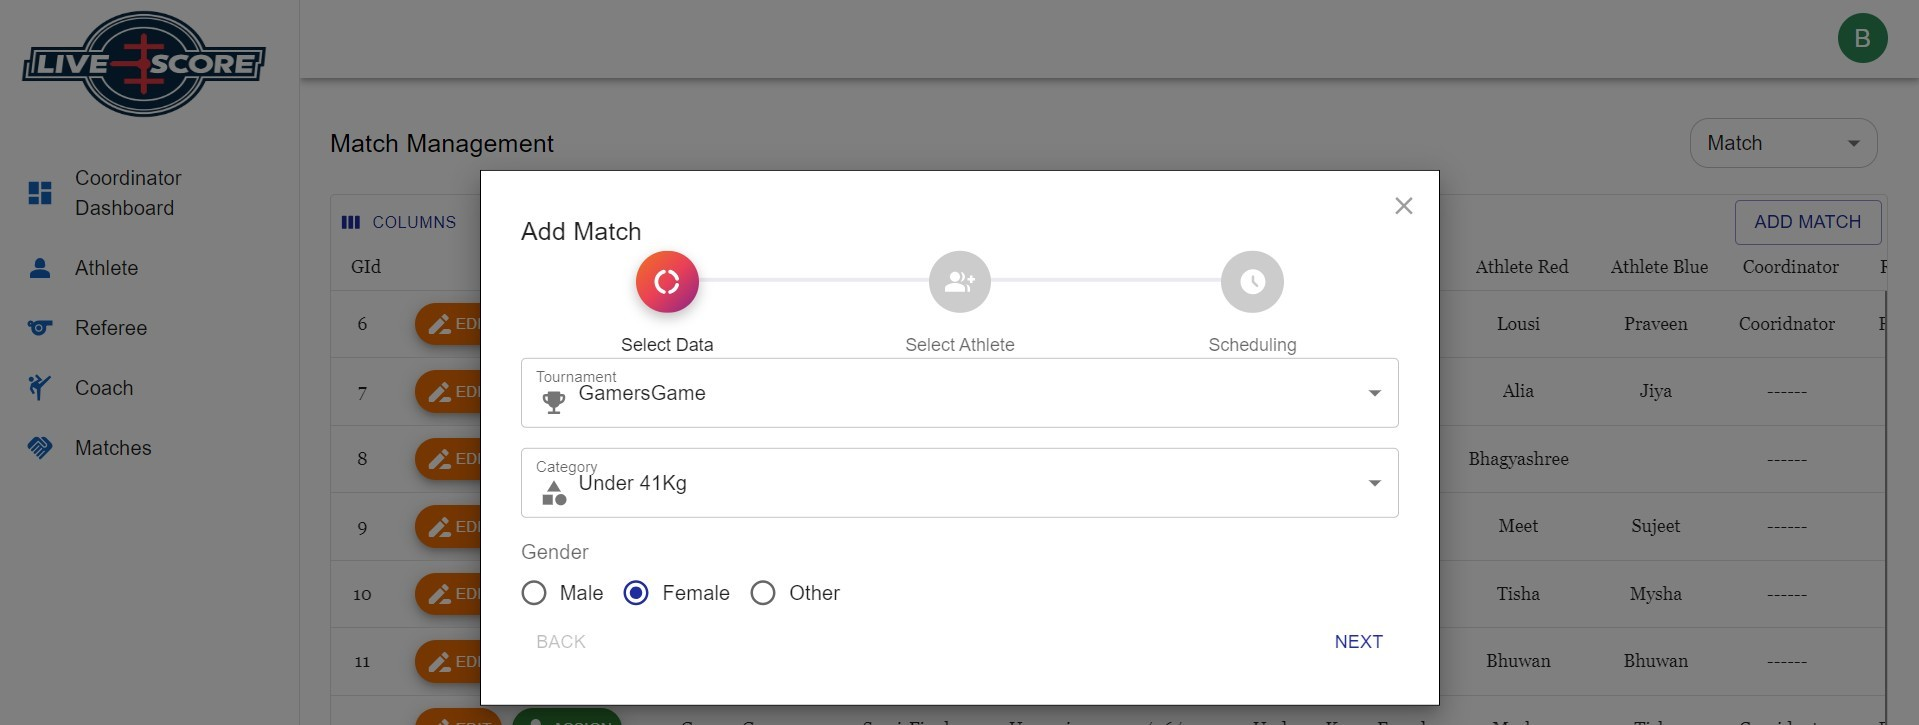 LIVE SCORE
B
Coordinator
Dashboard
Athlete
Referee
Coach
Matches
Match Management
Match
COLUMNS
ADD MATCH
GId
Athlete Red
Athlete Blue
Coordinator
6
Lousi
Praveen
Cooridnator
7
Alia
Jiya
------
8
Bhagyashree
------
9
Meet
Sujeet
------
10
Tisha
Mysha
------
11
Bhuwan
Bhuwan
------
Add Match
Select Data
Select Athlete
Scheduling
Tournament
GamersGame
Category
Under 41Kg
Gender
Male
Female
Other
BACK
NEXT